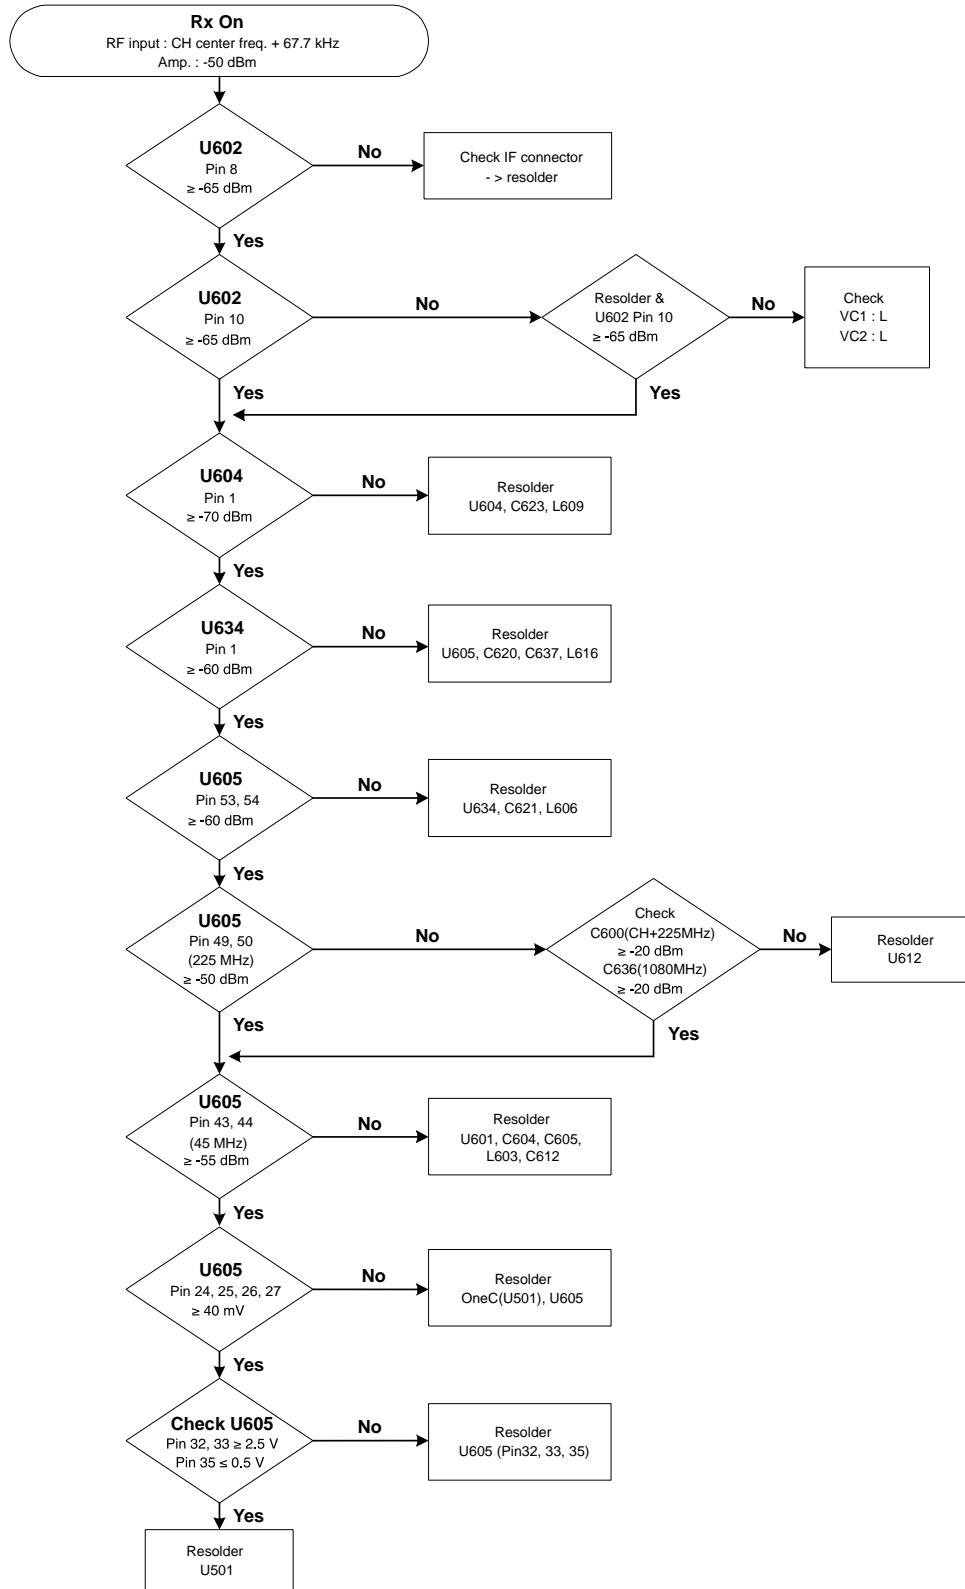 Rx On
RF input : CH center freq. + 67.7 kHz
Amp. : -50 dBm
U602
Pin 8
≥ -65 dBm
No
Check IF connector
- > resolder
Yes
U602
Pin 10
≥ -65 dBm
No
Resolder &
U602 Pin 10
≥ -65 dBm
No
Check
VC1 : L
VC2 : L
Yes
Yes
U604
Pin 1
≥ -70 dBm
No
Resolder
U604, C623, L609
Yes
U634
Pin 1
≥ -60 dBm
No
Resolder
U605, C620, C637, L616
Yes
U605
Pin 53, 54
≥ -60 dBm
No
Resolder
U634, C621, L606
Yes
U605
Pin 49, 50
(225 MHz)
≥ -50 dBm
No
Check
C600(CH+225MHz)
≥ -20 dBm
C636(1080MHz)
≥ -20 dBm
No
Resolder
U612
Yes
Yes
U605
Pin 43, 44
(45 MHz)
≥ -55 dBm
No
Resolder
U601, C604, C605,
L603, C612
Yes
U605
Pin 24, 25, 26, 27
≥ 40 mV
No
Resolder
OneC(U501), U605
Yes
Check U605
Pin 32, 33 ≥ 2.5 V
Pin 35 ≤ 0.5 V
No
Resolder
U605 (Pin32, 33, 35)
Yes
Resolder
U501